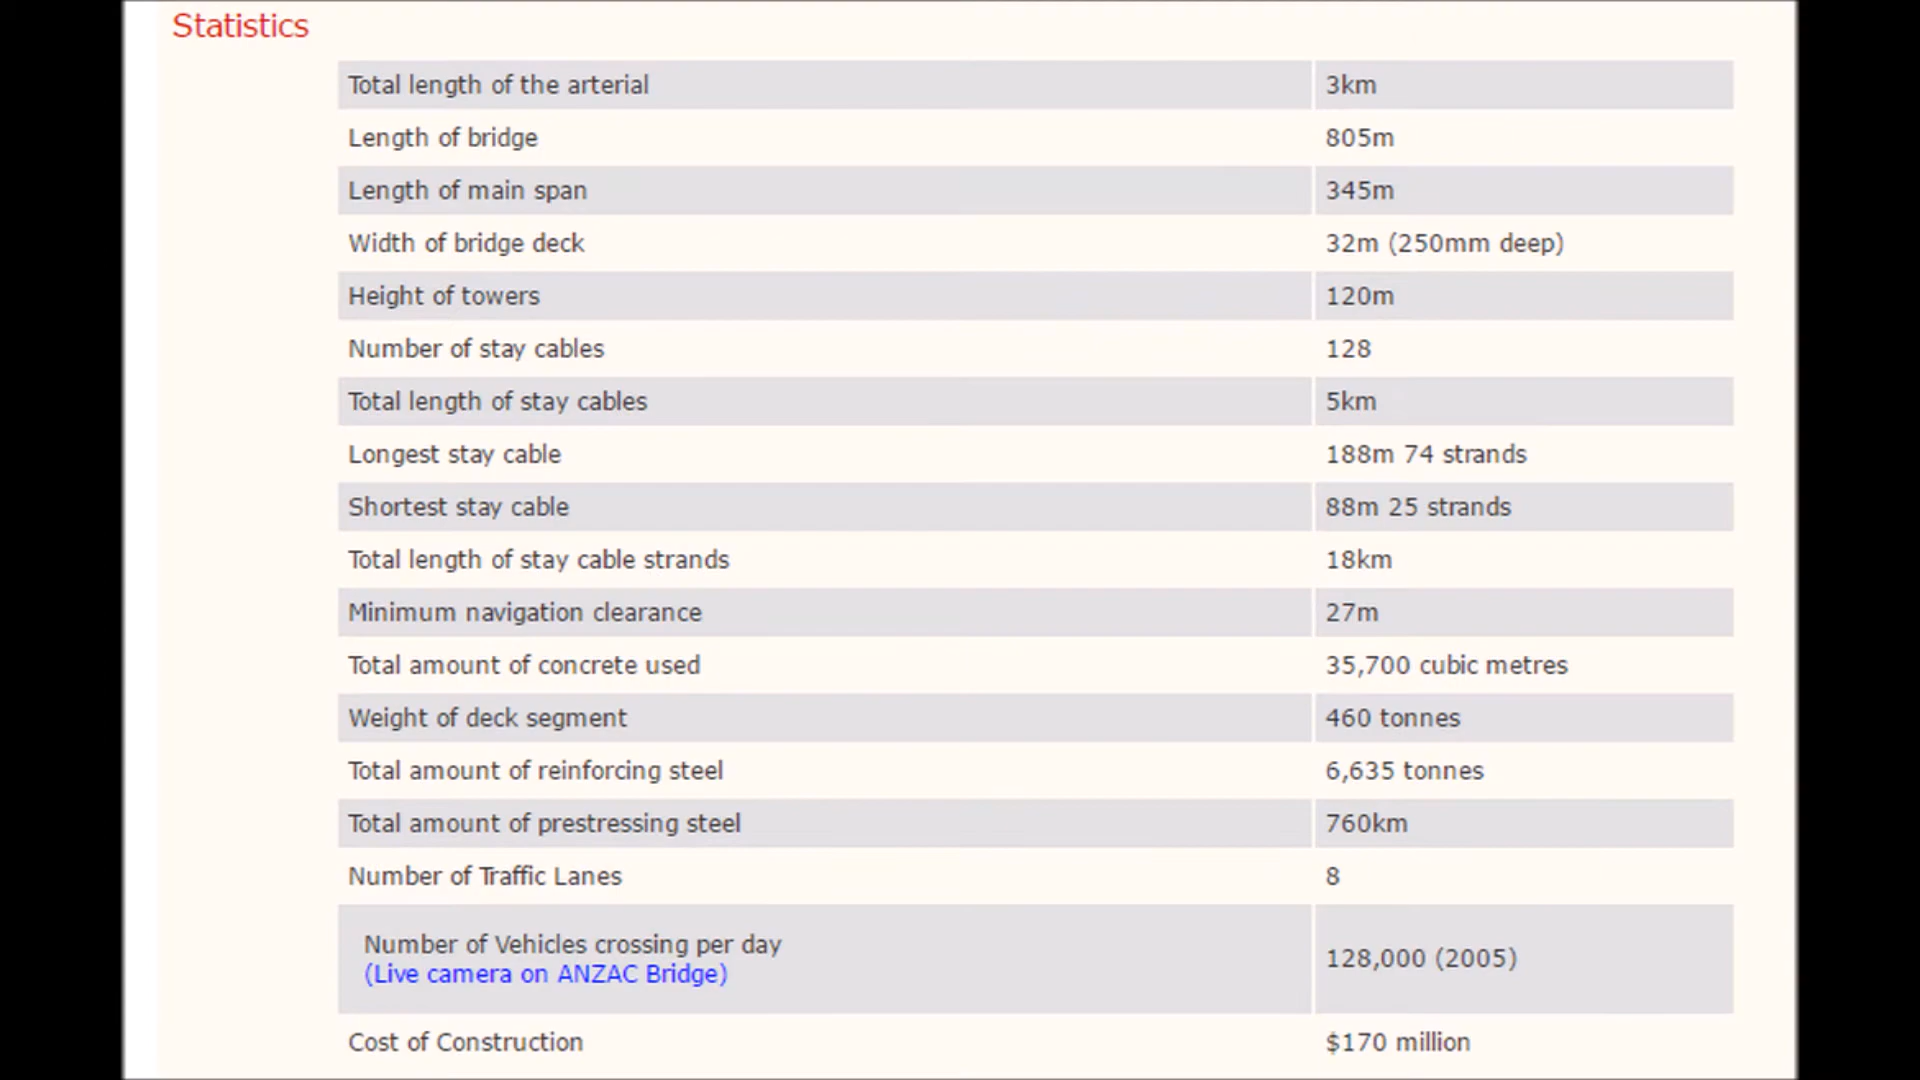 Statistics
Total length of the arterial 3km
Length of bridge 805m
Length of main span 345m
Width of bridge deck 32m (250mm deep)
Height of towers 120m
Number of stay cables 128
Total length of stay cables 5km
Longest stay cable 188m 74 strands
Shortest stay cable 88m 25 strands
Total length of stay cable strands 18km
Minimum navigation clearance 27m
Total amount of concrete used 35,700 cubic metres
Weight of deck segment 460 tonnes
Total amount of reinforcing steel 6,635 tonnes
Total amount of prestressing steel 760km
Number of Traffic Lanes 8
Number of Vehicles crossing per day
(Live camera on ANZAC Bridge) 128,000 (2005)
Cost of Construction $170 million